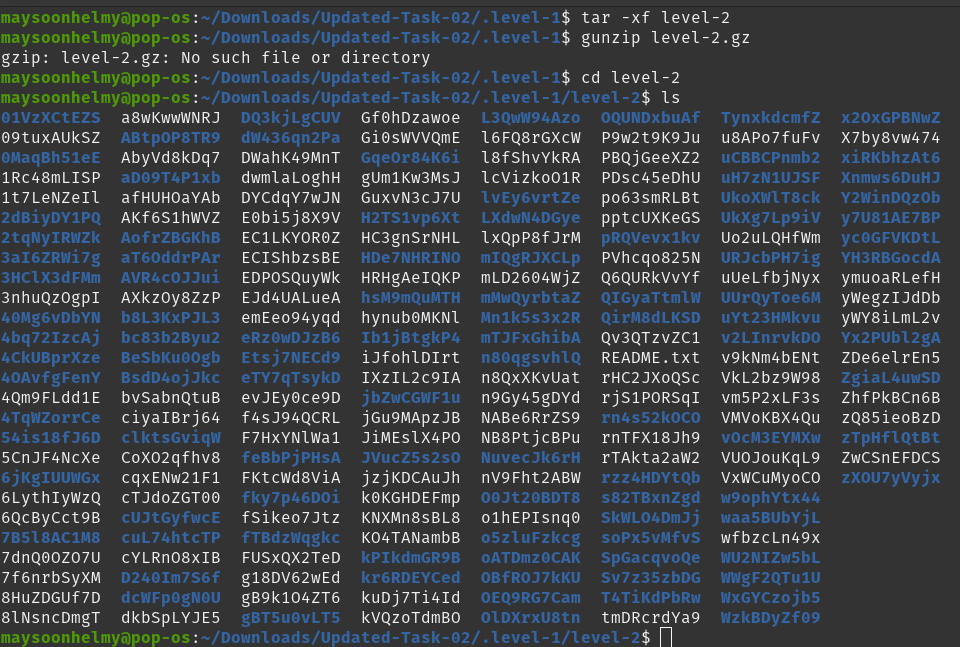 maysoonhelmy@pop-os:~/Downloads/Updated-Task-02/.level-1$ tar -xf level-2
maysoonhelmy@pop-os:~/Downloads/Updated-Task-02/.level-1$ gunzip level-2.gz
gzip: level-2.gz: No such file or directory
maysoonhelmy@pop-os:~/Downloads/Updated-Task-02/.level-1$ cd level-2
maysoonhelmy@pop-os:~/Downloads/Updated-Task-02/.level-1/level-2$ ls
01VzXCtEZS a8wKwwWNRJ DQ3kjLgCUV Gf0hDzawoe L3QwW94Azo OQUNDxbuAf TynxkdcmfZ x2OxGPBNwZ
09tuxAUkSZ ABtpOP8TR9 dW436qn2Pa Gi0sWVVQmE l6FQ8rGXcW P9w2t9K9Ju u8APo7fuFv X7by8vw474
0MaqBh51eE AbyVd8kDq7 DWahK49MnT GqeOr84K6i l8fShvYkRA PBQjGeeXZ2 uCBBCPnmb2 xiRKbhzAt6
1Rc48mLISP aD09T4P1xb dwmlaLoghH gUm1Kw3MsJ lcVizkoO1R PDsc45eDhU uH7zN1UJSF Xnmws6DuHJ
1t7LeNZeIl afHUHOaYAb DYCdqY7wJN GuxvN3cJ7U lvEy6vrtZe po63smRLBt UkoXWlT8ck Y2WinDQzOb
2dBiyDY1PQ AKf6S1hWVZ E0bi5j8X9V H2TS1vp6Xt LXdwN4DGye pptcUXKeGS UkXg7Lp9iV y7U81AE7BP
2tqNyIRWZk AofrZBGKhB EC1LKYOR0Z HC3gnSrNHL lxQpP8fJrM pRQVevx1kv Uo2uLQHfWm yc0GFVKDtL
3aI6ZRWi7g aT6OddrPAr ECIShbzsBE HDe7NHRINO mIQgRJXCLp PVhcqo825N URJcbPH7ig YH3RBGocdA
3HClX3dFMm AVR4cOJJui EDPOSQuyWk HRHgAeIQKP mLD2604WjZ Q6QURkVvYf uUeLfbjNyx ymuoaRLefH
3nhuQzOgpI AXkzOy8ZzP EJd4UALueA hsM9mQuMTH mMwQyrbtaZ QIGyaTtmlW UUrQyToe6M yWegzIJdDb
40Mg6vDbYN b8L3KxPJL3 emEeo94yqd hynub0MKNl Mn1k5s3x2R QirM8dLKSD uYt23HMkvu yWY8iLmL2v
4bq72IzcAj bc83b2Byu2 eRz0wDJzB6 Ib1jBtgkP4 mTJFxGhibA Qv3QTzvZC1 v2LInrvkDO Yx2PUbl2gA
4CkUBprXze BeSbKu0Ogb Etsj7NECd9 iJfohlDIrt n80qgsvhlQ README.txt v9kNm4bENt ZDe6elrEn5
4OAvfgFenY BsdD4ojJkc eTY7qTsykD IXzIL2c9IA n8QxXKvUat rHC2JXoQSc VkL2bz9W98 ZgiaL4uwSD
4Qm9FLdd1E bvSabnQtuB evJEy0ce9D jbZwCGWF1u n9Gy45gDYd rjS1PORSqI vm5P2xLF3s ZhfPkBCn6B
4TqWZorrCe ciyaIBrj64 f4sJ94QCRL jGu9MApzJB NABe6RrZS9 rn4s52kOCO VMVoKBX4Qu zQ85ieoBzD
54is18fJ6D clktsGviqW F7HxYNlWa1 JiMEslX4PO NB8PtjcBPu rnTFX18Jh9 vOcM3EYMXw zTpHflQtBt
5CnJF4NcXe CoXO2qfhv8 feBbPjPHsA JVucZ5s2sO NuvecJk6rH rTAkta2aW2 VUOJouKqL9 ZwCSnEFDCS
6jKgIUUWGx cqxENw21F1 FKtcWd8ViA jzjKDCAuJh nV9Fht2ABW rzz4HDYtQb VxWCuMyoCO zXOU7yVyjx
6LythIyWzQ cTJdoZGT00 fky7p46DOi k0KGHDEFmp O0Jt20BDT8 s82TBxnZgd w9ophYtx44
6QcByCct9B cUJtGyfwcE fSikeo7Jtz KNXMn8sBL8 o1hEPIsnq0 SkWLO4DmJj waa5BUbYjL
7B5l8AC1M8 cuL74htcTP fTBdzWqgkc KO4TANambB o5zluFzkcg soPx5vMfvS wfbzcLn49x
7dnQ0OZO7U cYLRnO8xIB FUSxQX2TeD kPIkdmGR9B oATDmz0CAK SpGacqvoQe WU2NIZw5bL
7f6nrbSyXM D240Im7S6f g18DV62wEd kr6RDEYCed OBfROJ7kKU Sv7z35zbDG WWgF2QTu1U
8HuZDGUf7D dcWFp0gN0U gB9k1O4ZT6 kuDj7Ti4Id OEQ9RG7Cam T4TiKdPbRw WxGYCzojb5
8lNsncDmgT dkbSpLYJE5 gBT5u0vLT5 kVQzoTdmBO OlDXrxU8tn tmDRcrdYa9 WzkBDyZf09
maysoonhelmy@pop-os:~/Downloads/Updated-Task-02/.level-1/level-2$